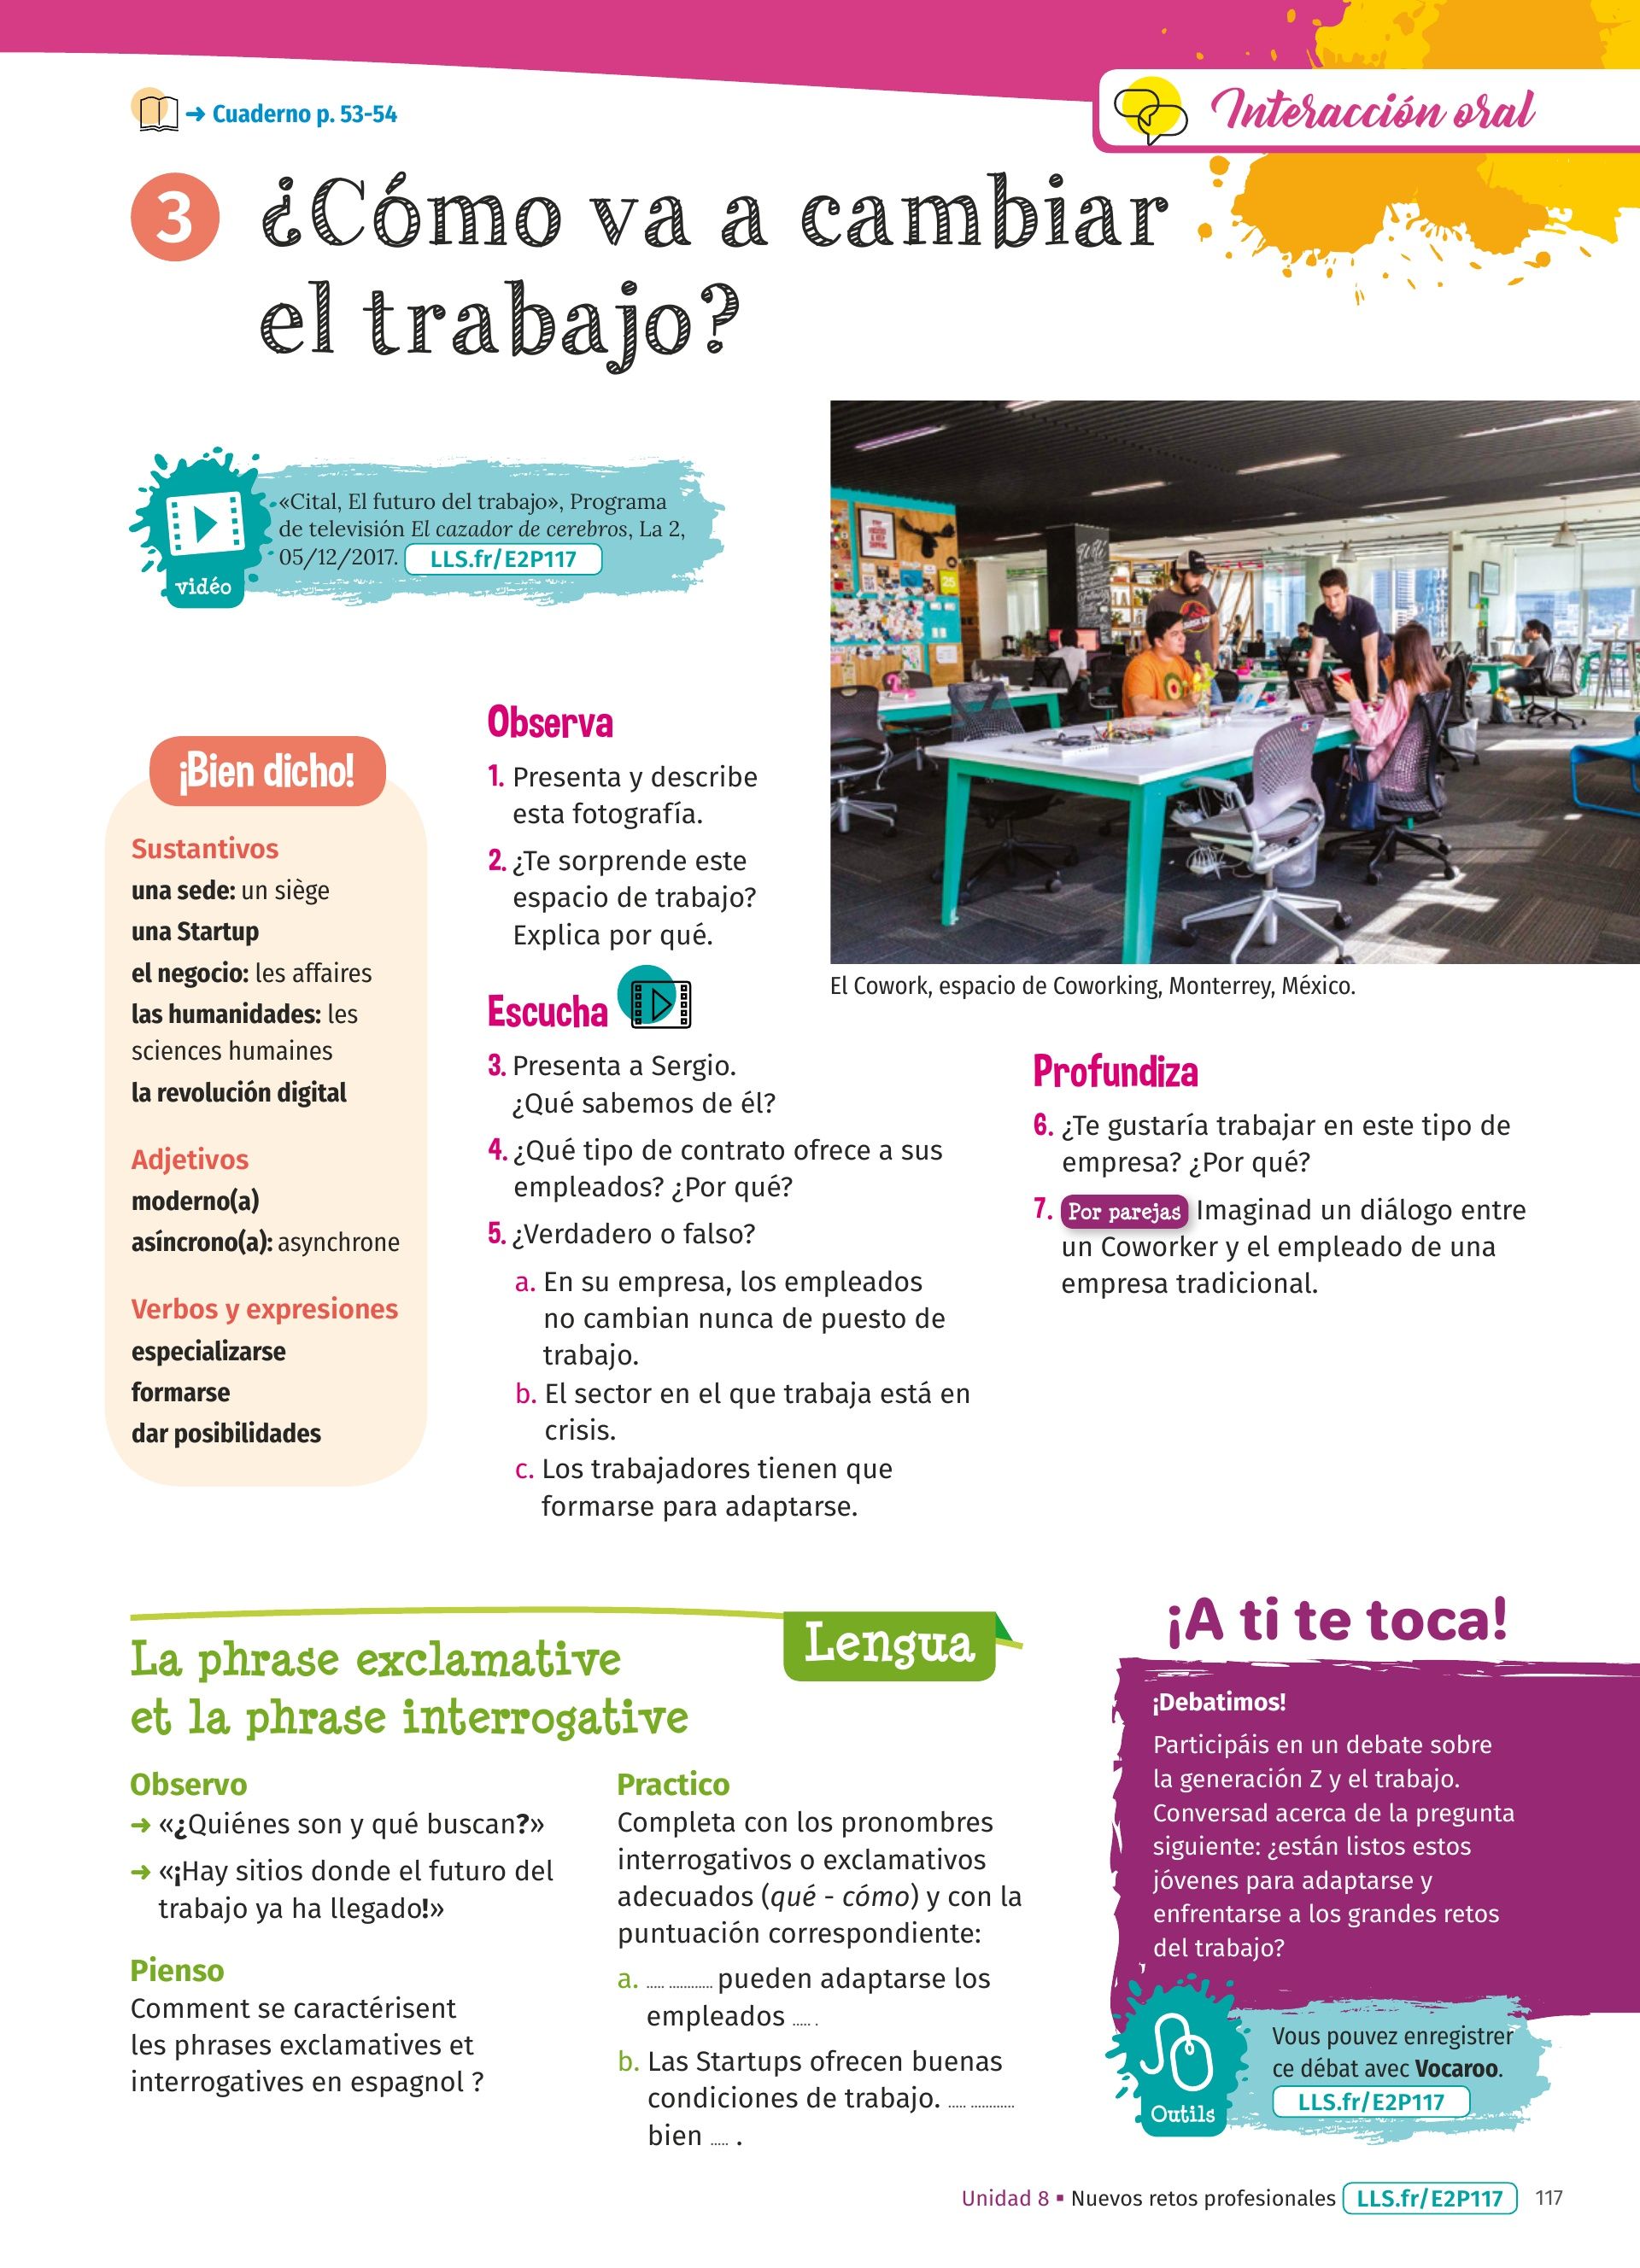 → Cuaderno p. 53-54
Interacción oral
3
¿Cómo va a cambiar
el trabajo?
«Cital, El futuro del trabajo», Programa
de televisión El cazador de cerebros, La 2,
05/12/2017. LLS.fr/E2P117
vidéo
¡Bien dicho!
Sustantivos
una sede: un siège
una Startup
el negocio: les affaires
las humanidades: les
sciences humaines
la revolución digital
Adjetivos
moderno(a)
asíncrono(a): asynchrone
Verbos y expresiones
especializarse
formarse
dar posibilidades
Observa
1. Presenta y describe
esta fotografía.
2. ¿Te sorprende este
espacio de trabajo?
Explica por qué.
El Cowork, espacio de Coworking, Monterrey, México.
Escucha
3. Presenta a Sergio.
¿Qué sabemos de él?
4. ¿Qué tipo de contrato ofrece a sus
empleados? ¿Por qué?
5. ¿Verdadero o falso?
a. En su empresa, los empleados
no cambian nunca de puesto de
trabajo.
b. El sector en el que trabaja está en
crisis.
c. Los trabajadores tienen que
formarse para adaptarse.
Profundiza
6. ¿Te gustaría trabajar en este tipo de
empresa? ¿Por qué?
7. Por parejas Imaginad un diálogo entre
un Coworker y el empleado de una
empresa tradicional.
Lengua
La phrase exclamative
et la phrase interrogative
Observo
→ «¿Quiénes son y qué buscan?»
→ «¡Hay sitios donde el futuro del
trabajo ya ha llegado!»
Pienso
Comment se caractérisent
les phrases exclamatives et
interrogatives en espagnol ?
Practico
Completa con los pronombres
interrogativos o exclamativos
adecuados (qué - cómo) y con la
puntuación correspondiente:
a. ..... ............ pueden adaptarse los
empleados ..... .
b. Las Startups ofrecen buenas
condiciones de trabajo. ..... ............
bien ..... .
¡A ti te toca!
¡Debatimos!
Participáis en un debate sobre
la generación Z y el trabajo.
Conversad acerca de la pregunta
siguiente: ¿están listos estos
jóvenes para adaptarse y
enfrentarse a los grandes retos
del trabajo?
Vous pouvez enregistrer
ce débat avec Vocaroo.
LLS.fr/E2P117
Outils
Unidad 8 ▪ Nuevos retos profesionales LLS.fr/E2P117 117